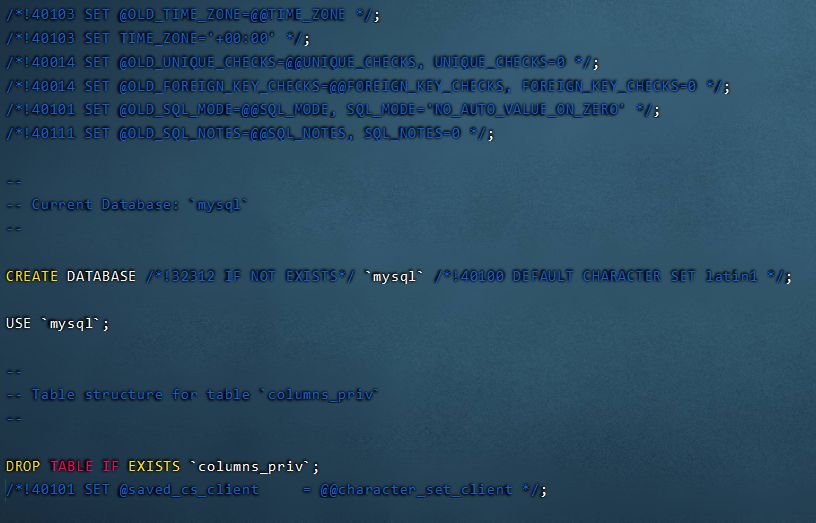 /*!40103 SET @OLD_TIME_ZONE=@@TIME_ZONE */;
/*!40103 SET TIME_ZONE='+00:00' */;
/*!40014 SET @OLD_UNIQUE_CHECKS=@@UNIQUE_CHECKS, UNIQUE_CHECKS=0 */;
/*!40014 SET @OLD_FOREIGN_KEY_CHECKS=@@FOREIGN_KEY_CHECKS, FOREIGN_KEY_CHECKS=0 */;
/*!40101 SET @OLD_SQL_MODE=@@SQL_MODE, SQL_MODE='NO_AUTO_VALUE_ON_ZERO' */;
/*!40111 SET @OLD_SQL_NOTES=@@SQL_NOTES, SQL_NOTES=0 */;
--
-- Current Database: `mysql`
--
CREATE DATABASE /*!32312 IF NOT EXISTS*/ `mysql` /*!40100 DEFAULT CHARACTER SET latin1 */;
USE `mysql`;
--
-- Table structure for table `columns_priv`
--
DROP TABLE IF EXISTS `columns_priv`;
/*!40101 SET @saved_cs_client     = @@character_set_client */;